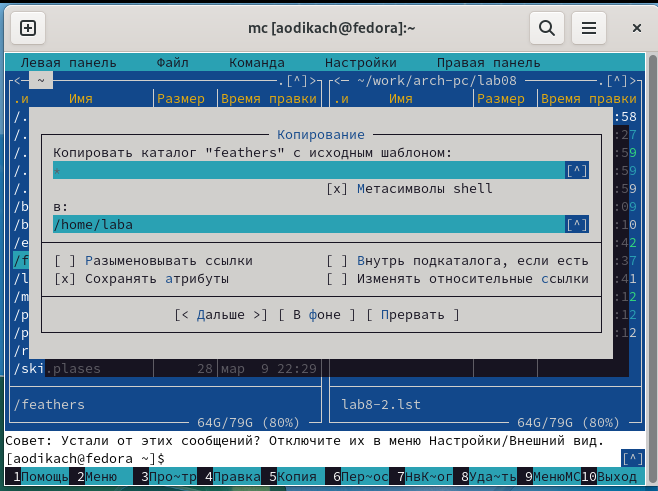 mc [aodikach@fedora]:~
Левая панель Файл Команда Настройки Правая панель
<─ ~ .[^]> <─ ~/work/arch-pc/lab08 .[^]>
.и Имя Размер Время правки .и Имя Размер Время правки
/. :58
Копирование
/. :27
Копировать каталог "feathers" с исходным шаблоном:
/. :59
* [^]
/. :59
[x] Метасимволы shell
/. :59
в:
/b :09
/home/laba [^]
/b :10
/e :42
[ ] Разыменовывать ссылки [ ] Внутрь подкаталога, если есть
/f :37
[x] Сохранять атрибуты [ ] Изменять относительные ссылки
/l :41
/m :12
[< Дальше >] [ В фоне ] [ Прервать ]
/p :12
/p :12
/r
/ski.plases 28 мар 9 22:29
/feathers lab8-2.lst
64G/79G (80%) 64G/79G (80%)
Совет: Устали от этих сообщений? Отключите их в меню Настройки/Внешний вид.
[aodikach@fedora ~]$ [^]
1Помощь 2Меню 3Про~тр 4Правка 5Копия 6Пер~ос 7НвК~ог 8Уда~ть 9МенюМС 10Выход